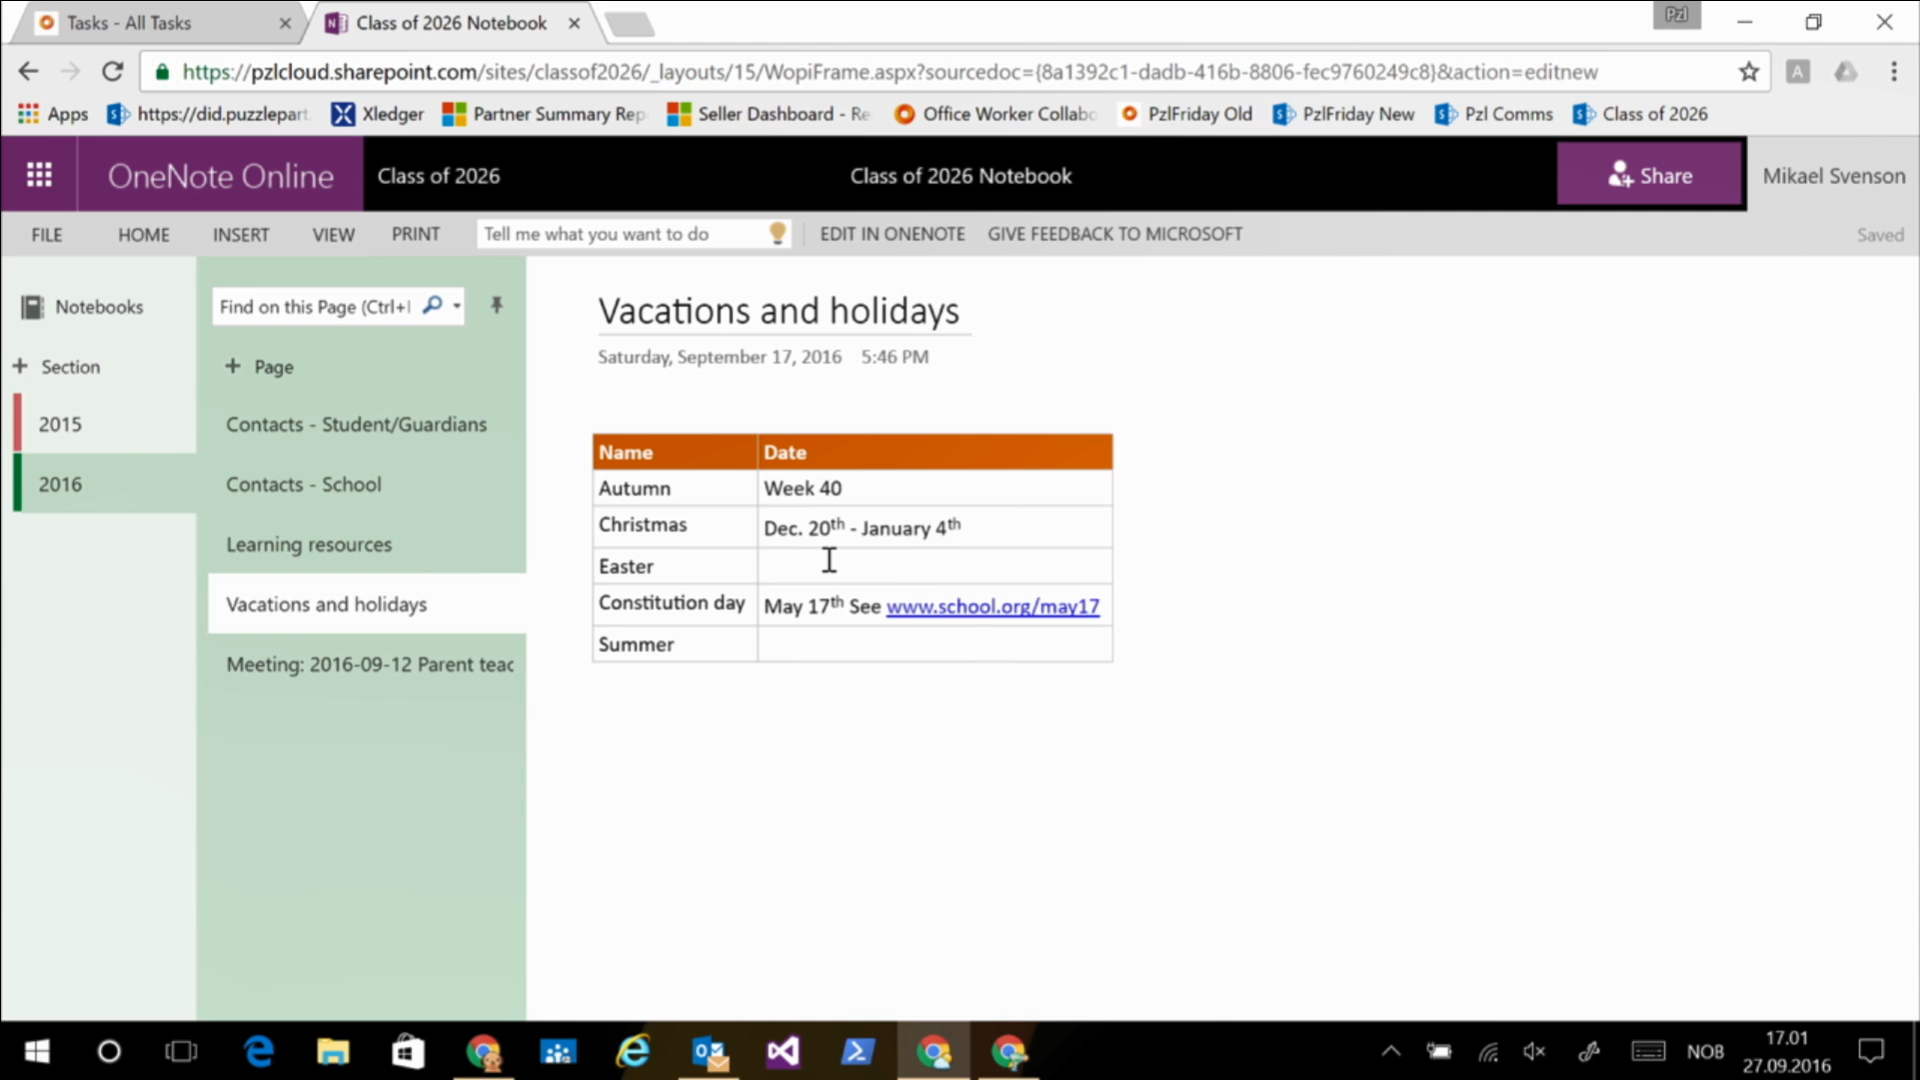 Tasks - All Tasks
Class of 2026 Notebook
Pzl
https://pzlcloud.sharepoint.com/sites/classof2026/_layouts/15/WopiFrame.aspx?sourcedoc={8a1392c1-dadb-416b-8806-fec9760249c8}&action=editnew
A
Apps
https://did.puzzlepart
Xledger
Partner Summary Rep
Seller Dashboard - Re
Office Worker Collabo
PzlFriday Old
PzlFriday New
Pzl Comms
Class of 2026
OneNote Online
Class of 2026
Class of 2026 Notebook
Share
Mikael Svenson
FILE
HOME
INSERT
VIEW
PRINT
Tell me what you want to do
EDIT IN ONENOTE
GIVE FEEDBACK TO MICROSOFT
Saved
Notebooks
+ Section
2015
2016
Find on this Page (Ctrl+
+ Page
Contacts - Student/Guardians
Contacts - School
Learning resources
Vacations and holidays
Meeting: 2016-09-12 Parent teac
Vacations and holidays
Saturday, September 17, 2016 5:46 PM
Name Date
Autumn Week 40
Christmas Dec. 20th - January 4th
Easter
Constitution day May 17th See www.school.org/may17
Summer
NOB
17.01
27.09.2016